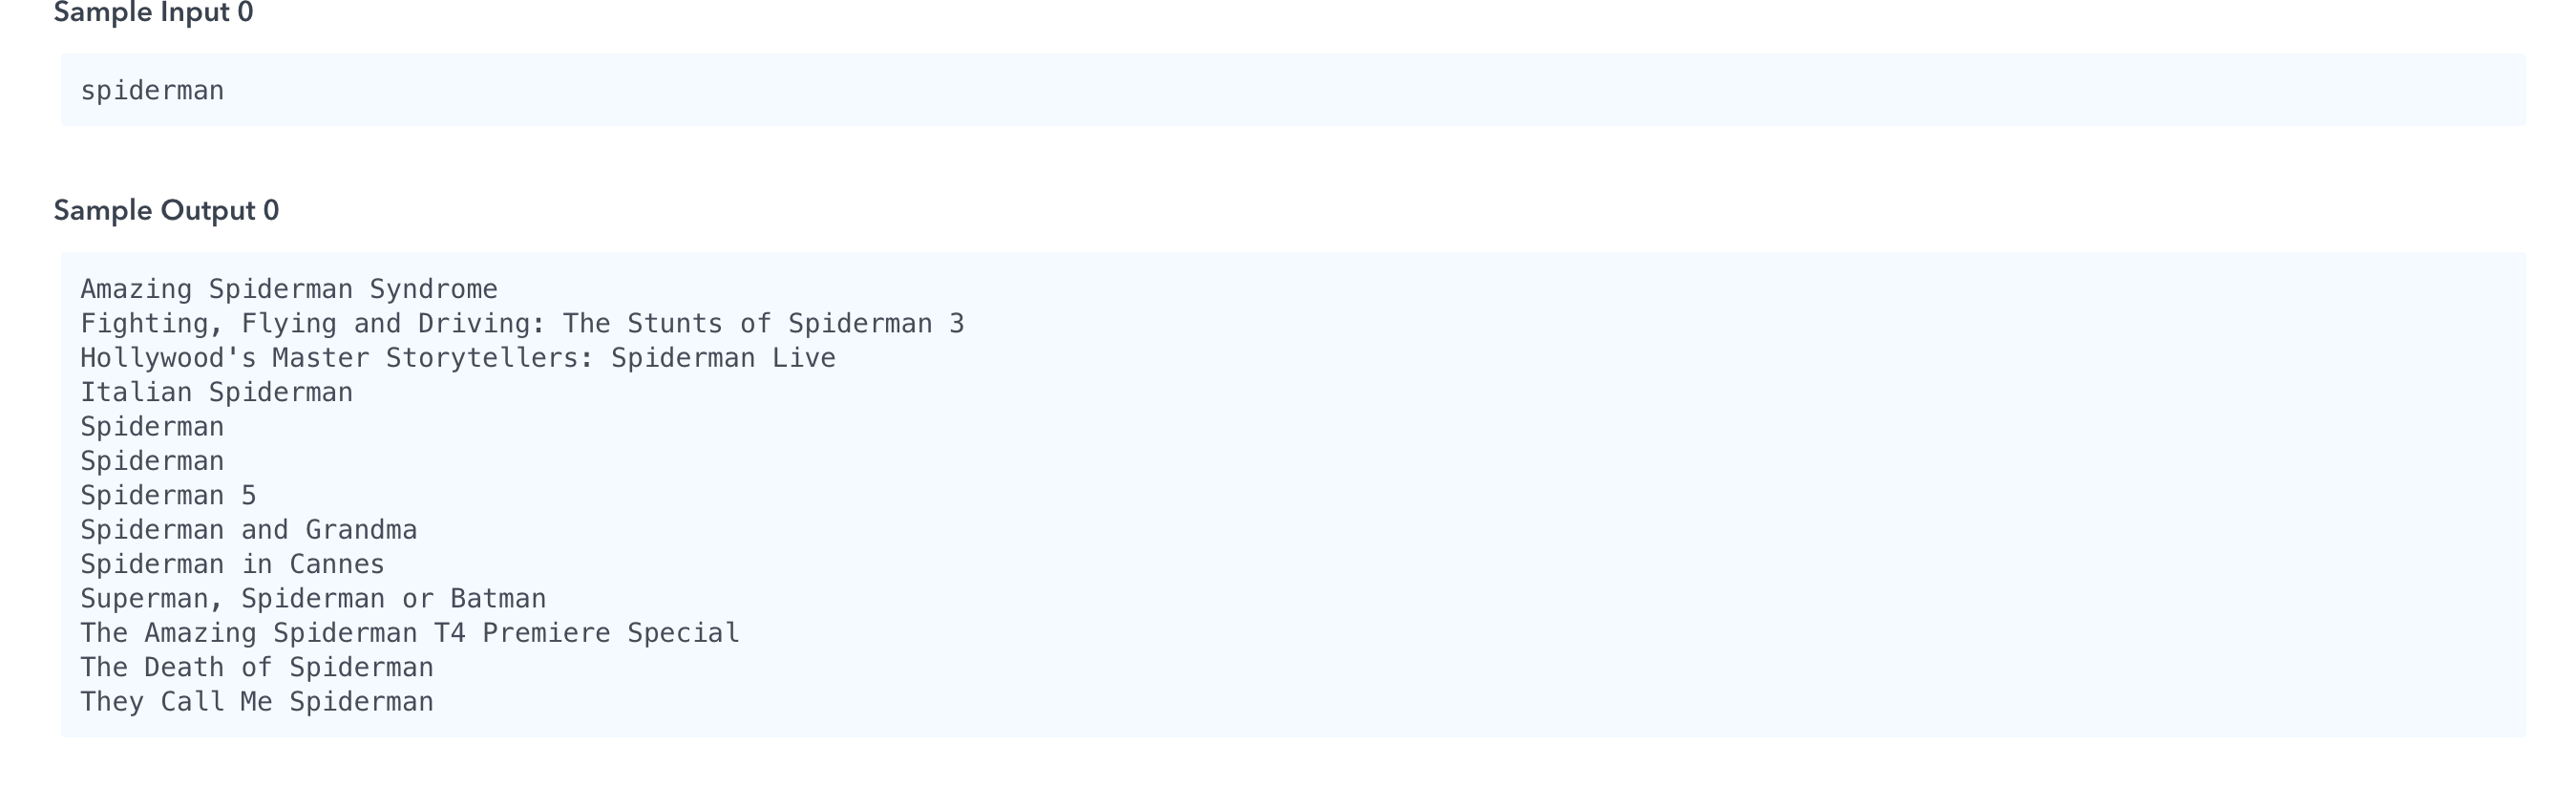 Sample Input 0
spiderman
Sample Output 0
Amazing Spiderman Syndrome
Fighting, Flying and Driving: The Stunts of Spiderman 3
Hollywood's Master Storytellers: Spiderman Live
Italian Spiderman
Spiderman
Spiderman
Spiderman 5
Spiderman and Grandma
Spiderman in Cannes
Superman, Spiderman or Batman
The Amazing Spiderman T4 Premiere Special
The Death of Spiderman
They Call Me Spiderman